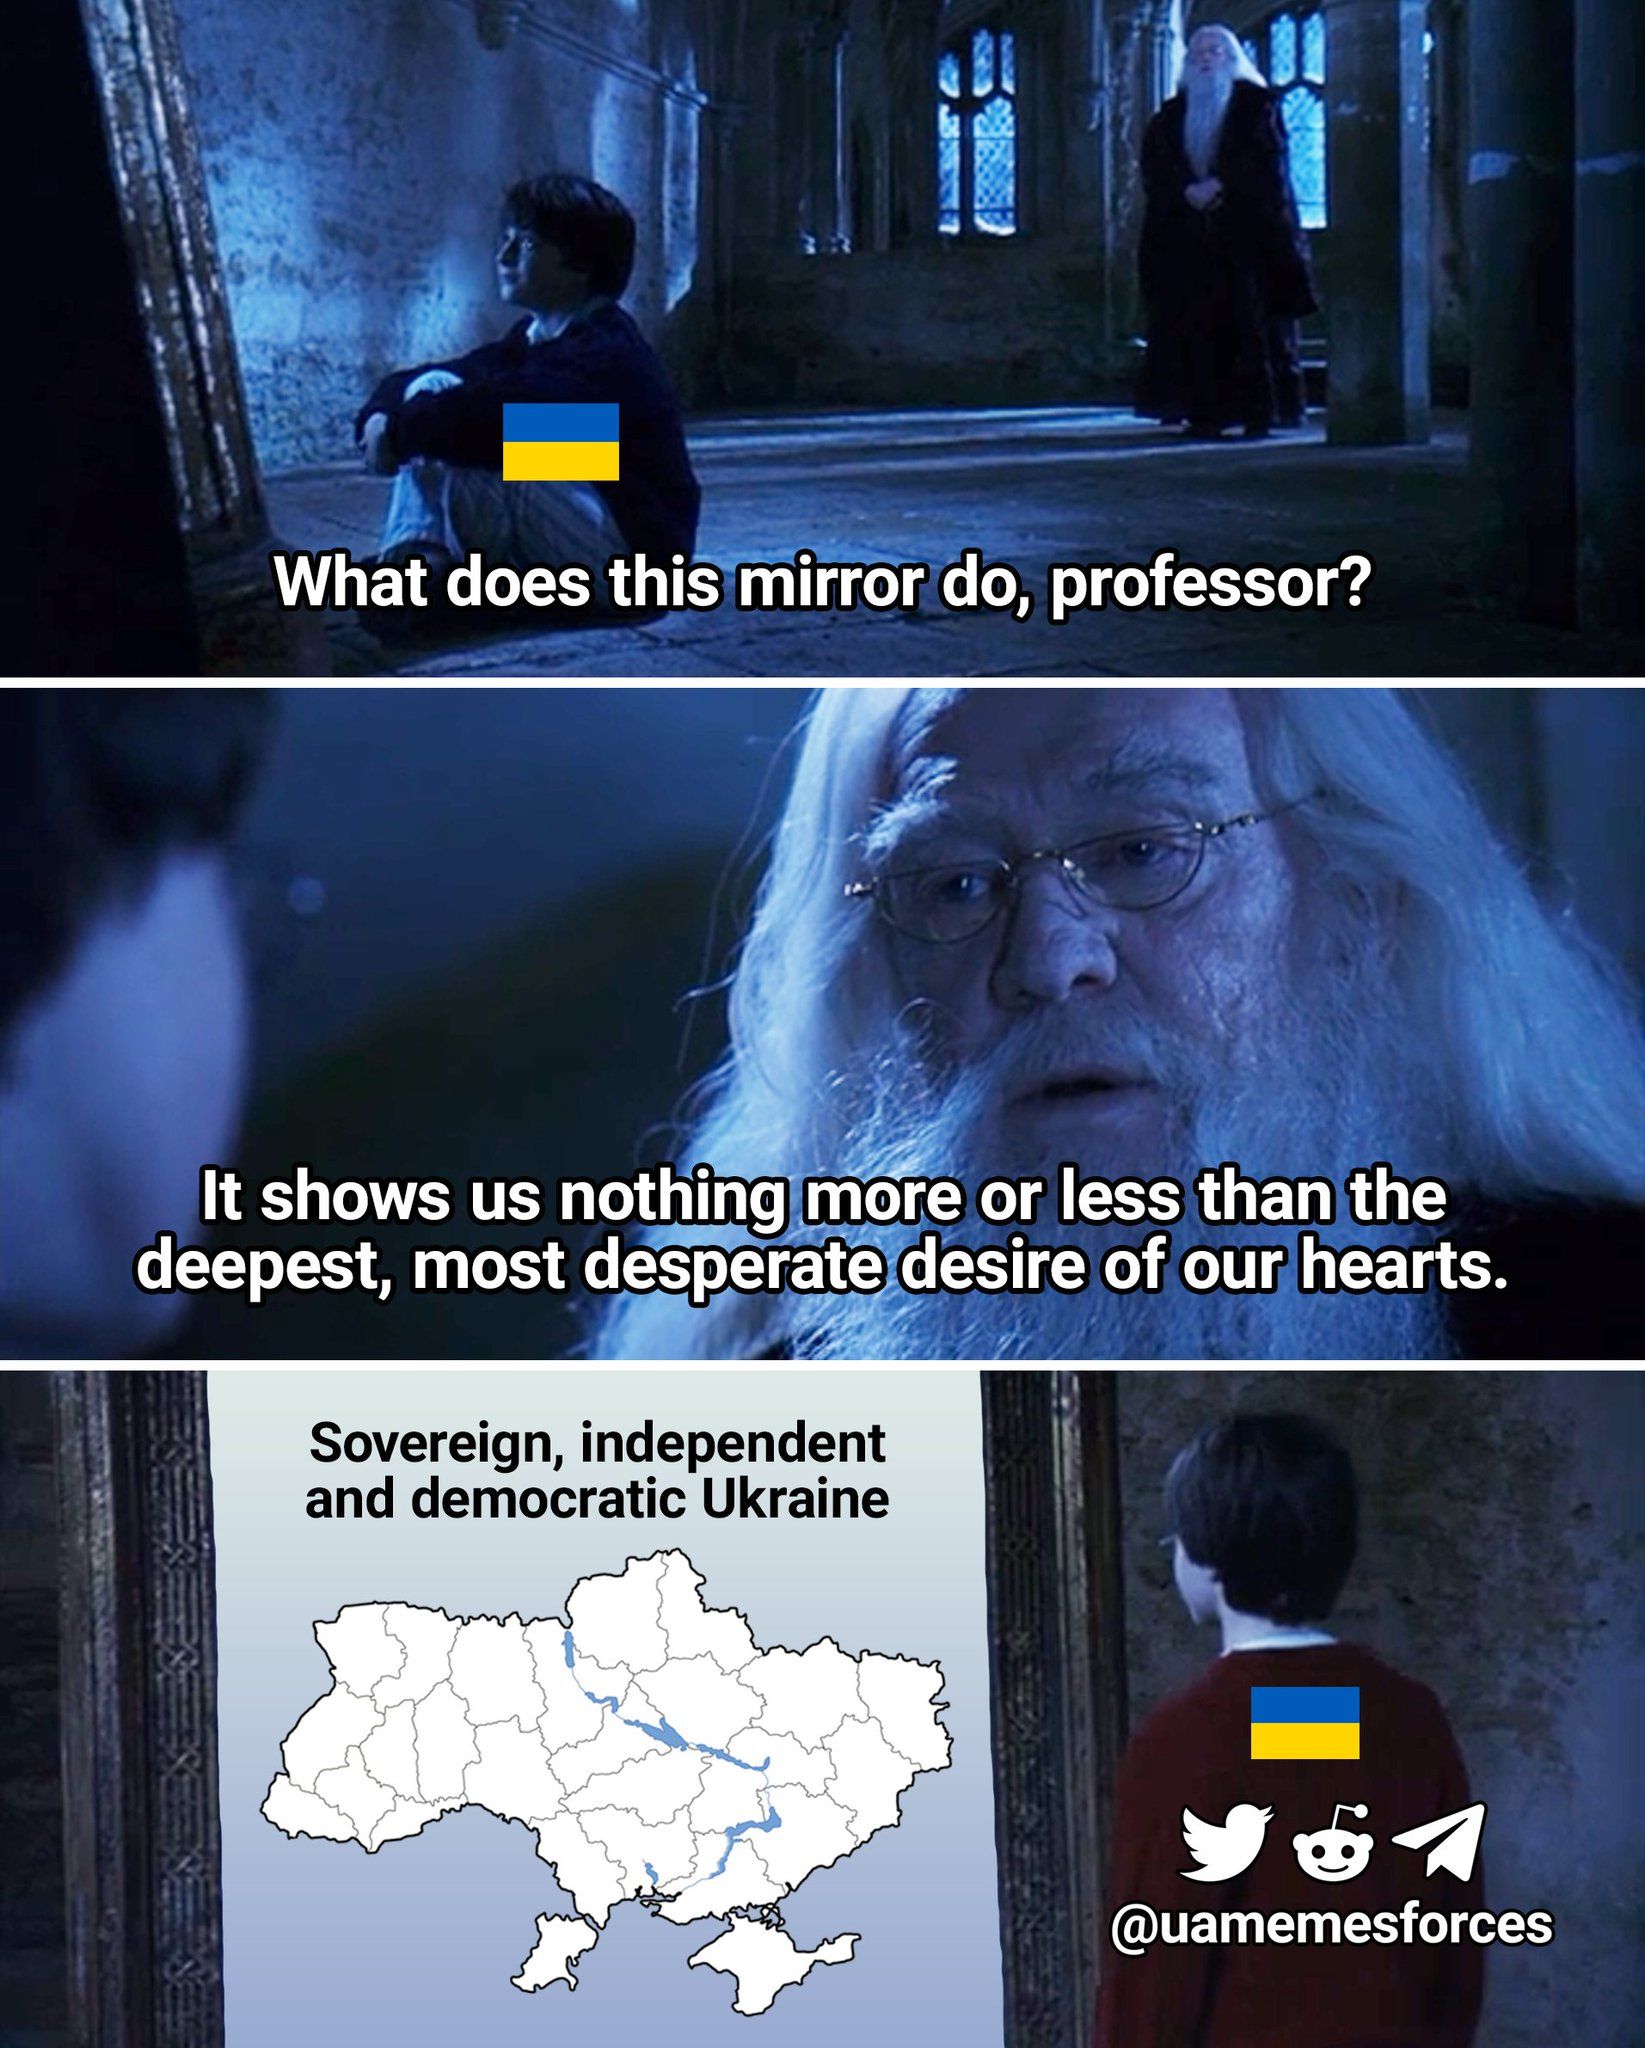 What does this mirror do, professor?
It shows us nothing more or less than the
deepest, most desperate desire of our hearts.
Sovereign, independent
and democratic Ukraine
@uamemesforces